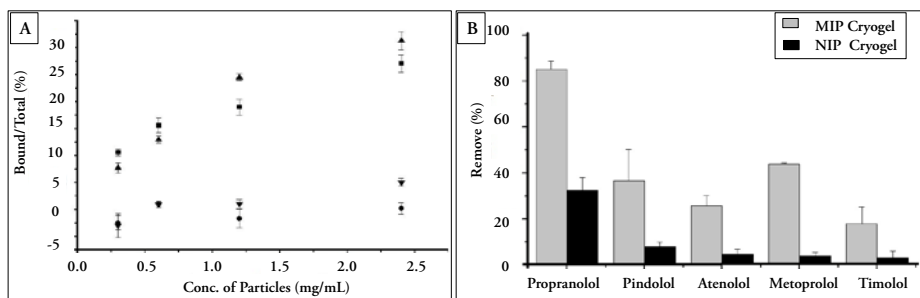 A
30
25
20
15
10
5
0
-5
Bound/Total (%)
0.0 0.5 1.0 1.5 2.0 2.5
Conc. of Particles (mg/mL)
B
MIP Cryogel
NIP Cryogel
100
80
60
40
20
0
Remove (%)
Propranolol Pindolol Atenolol Metoprolol Timolol